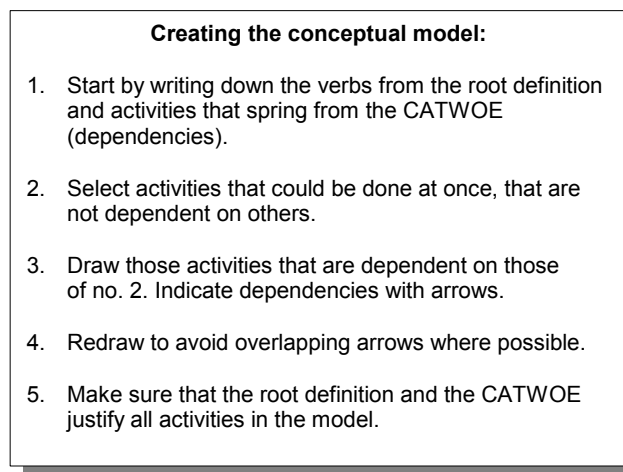 Creating the conceptual model:
1. Start by writing down the verbs from the root definition
and activities that spring from the CATWOE
(dependencies).
2. Select activities that could be done at once, that are
not dependent on others.
3. Draw those activities that are dependent on those
of no. 2. Indicate dependencies with arrows.
4. Redraw to avoid overlapping arrows where possible.
5. Make sure that the root definition and the CATWOE
justify all activities in the model.